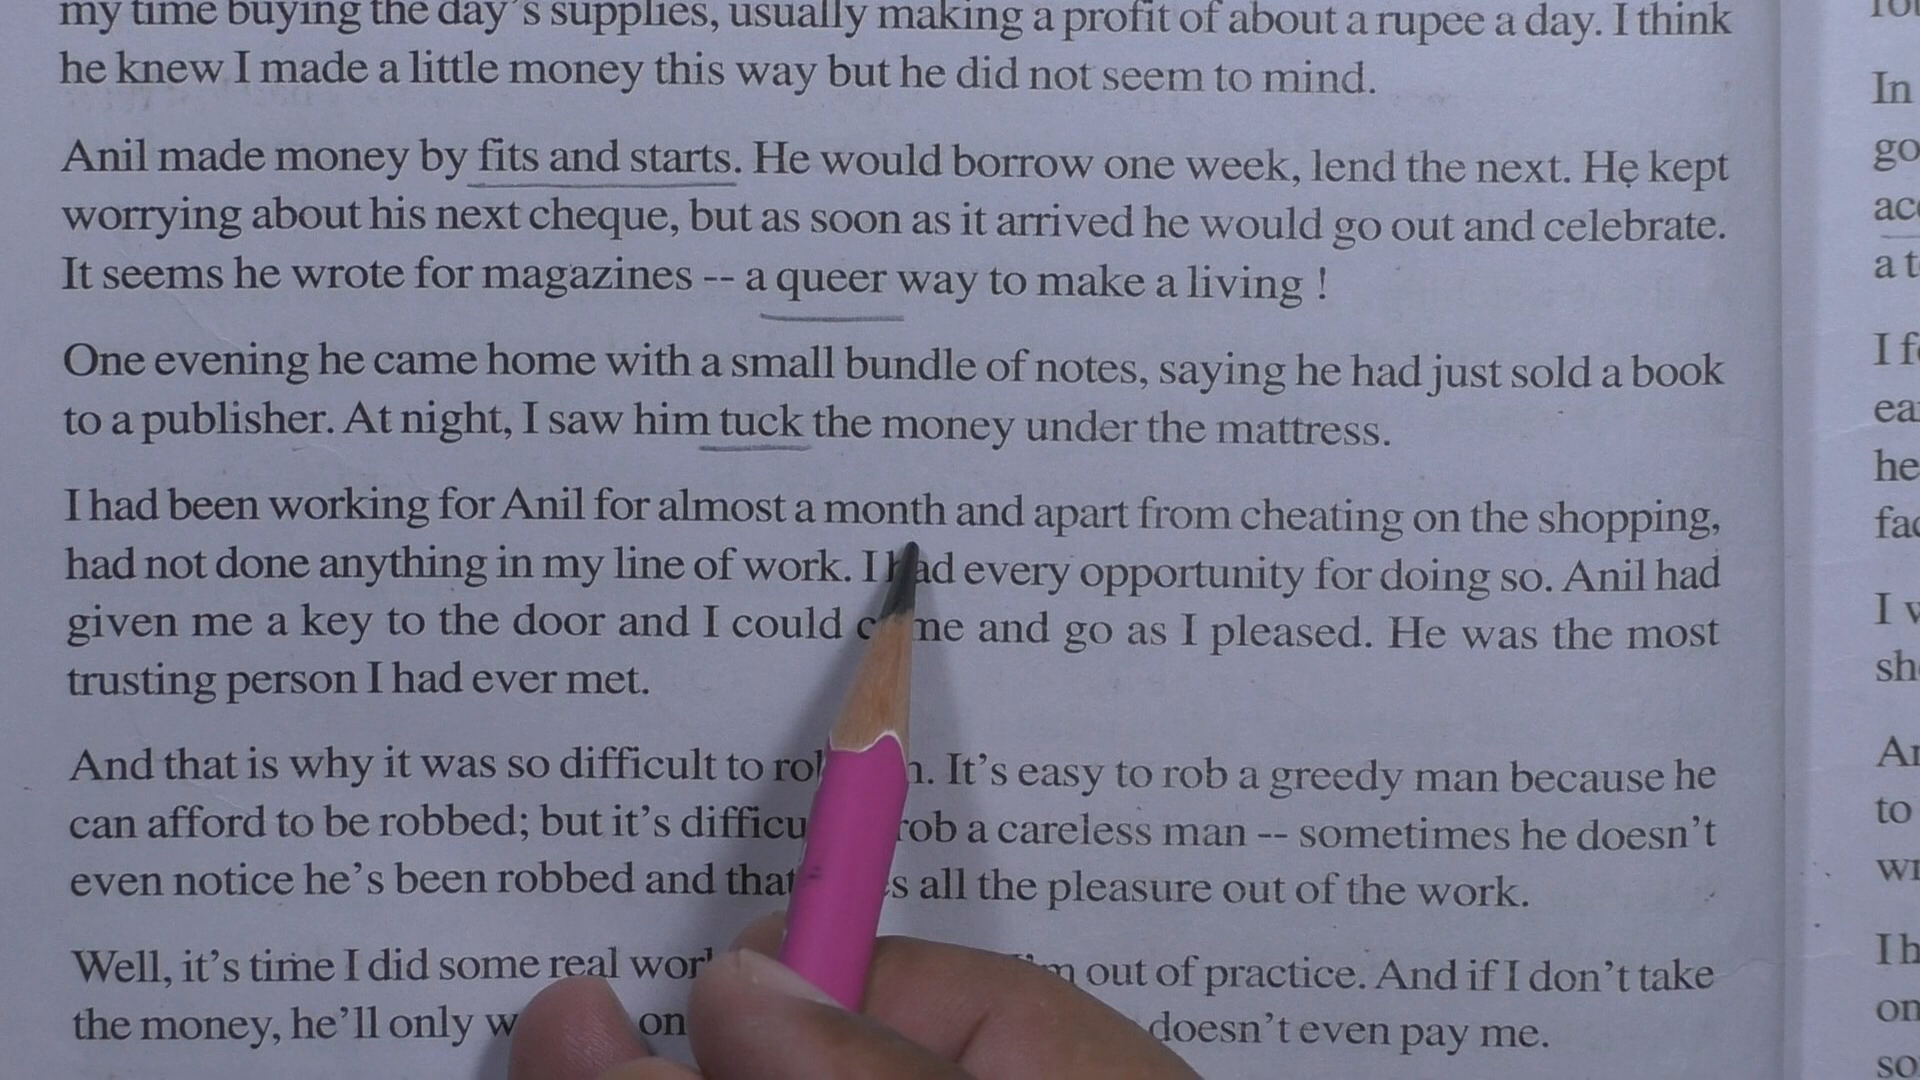 my time buying the day's supplies, usually making a profit of about a rupee a day. I think
he knew I made a little money this way but he did not seem to mind.
Anil made money by fits and starts. He would borrow one week, lend the next. He kept
worrying about his next cheque, but as soon as it arrived he would go out and celebrate.
It seems he wrote for magazines -- a queer way to make a living !
One evening he came home with a small bundle of notes, saying he had just sold a book
to a publisher. At night, I saw him tuck the money under the mattress.
I had been working for Anil for almost a month and apart from cheating on the shopping,
had not done anything in my line of work. I had every opportunity for doing so. Anil had
given me a key to the door and I could come and go as I pleased. He was the most
trusting person I had ever met.
And that is why it was so difficult to It's easy to rob a greedy man because he
can afford to be robbed; but it's rob a careless man -- sometimes he doesn't
even notice he's been robbed and that all the pleasure out of the work.
Well, it's time I did some real out of practice. And if I don't take
the money, he'll only on doesn't even pay me.
In
a
I
he
I
to
I
on